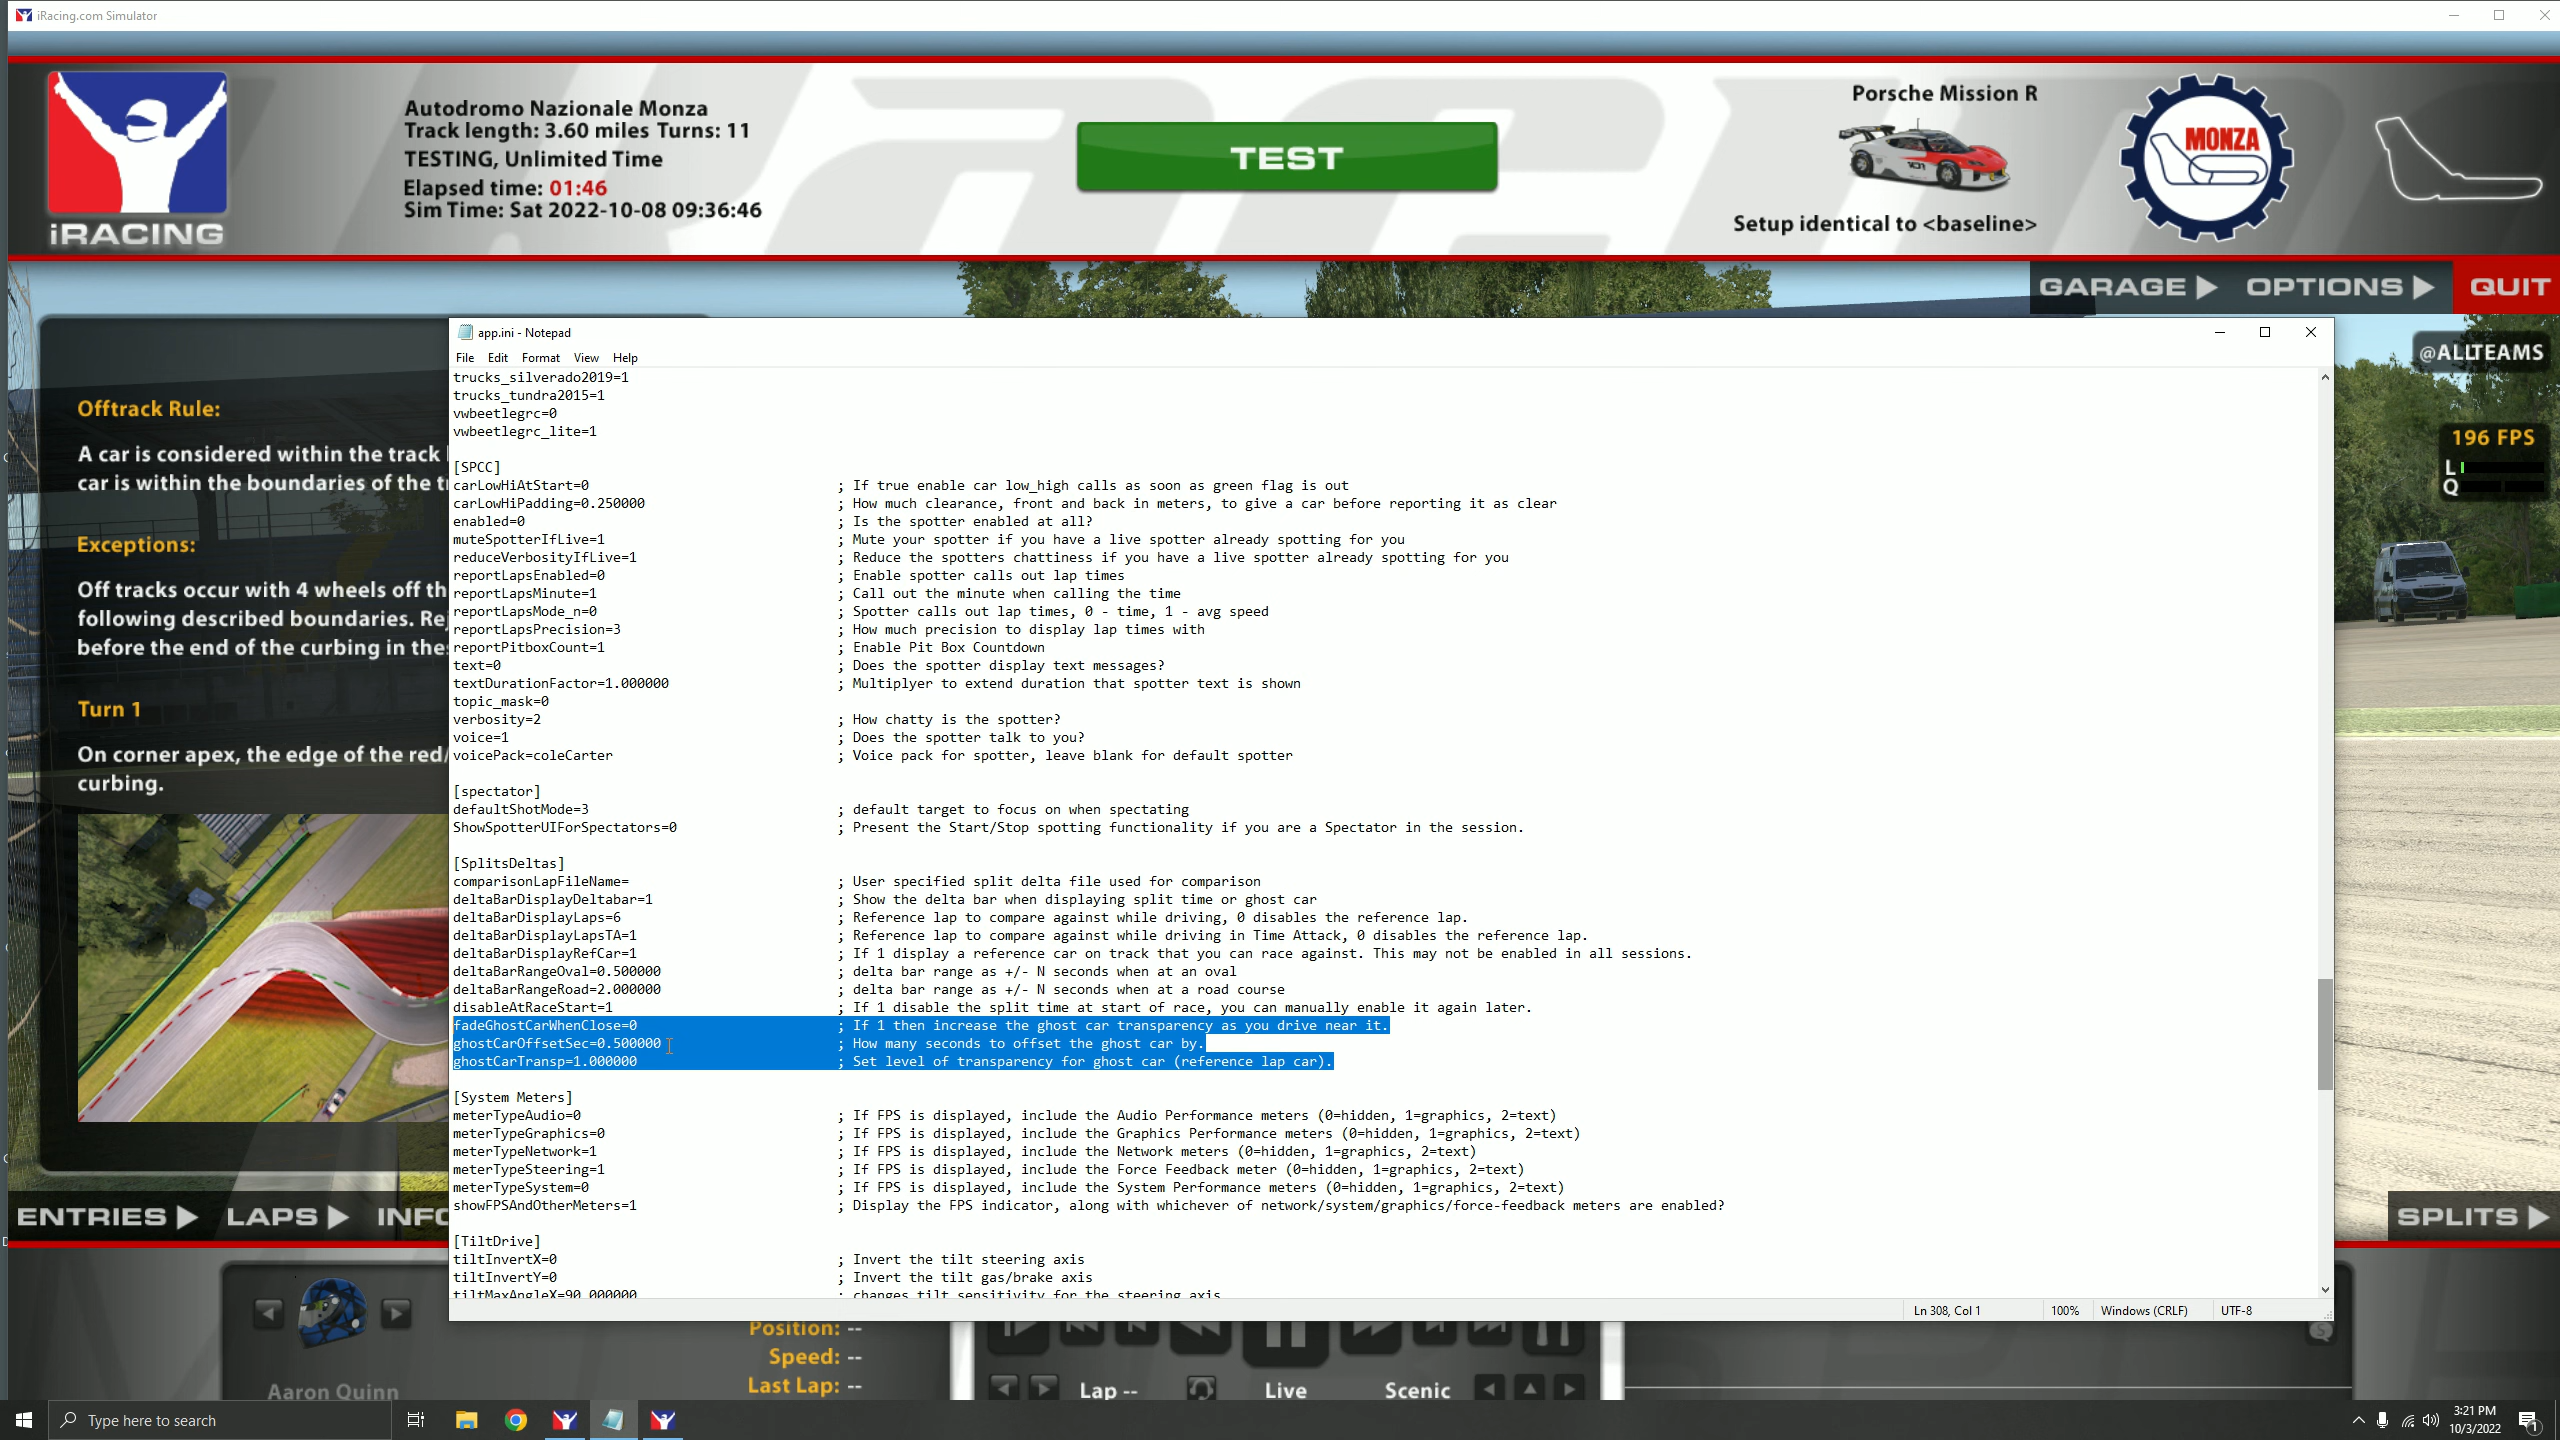 iRacing.com Simulator
iRACING
Autodromo Nazionale Monza
Track length: 3.60 miles Turns: 11
TESTING, Unlimited Time
Elapsed time: 01:46
Sim Time: Sat 2022-10-08 09:36:46
TEST
Porsche Mission R
Setup identical to <baseline>
MONZA
GARAGE
OPTIONS
QUIT
@ALLTEAMS
196 FPS
L
Q
Offtrack Rule:
A car is considered within the track
car is within the boundaries of the
Exceptions:
Off tracks occur with 4 wheels off
following described boundaries.
before the end of the curbing in
Turn 1
On corner apex, the edge of the red/
curbing.
app.ini - Notepad
File Edit Format View Help
trucks_silverado2019=1
trucks_tundra2015=1
vwbeetlegrc=0
vwbeetlegrc_lite=1
[SPCC]
carLowHiAtStart=0 ; If true enable car low_high calls as soon as green flag is out
carLowHiPadding=0.250000 ; How much clearance, front and back in meters, to give a car before reporting it as clear
enabled=0 ; Is the spotter enabled at all?
muteSpotterIfLive=1 ; Mute your spotter if you have a live spotter already spotting for you
reduceVerbosityIfLive=1 ; Reduce the spotters chattiness if you have a live spotter already spotting for you
reportLapsEnabled=0 ; Enable spotter calls out lap times
reportLapsMinute=1 ; Call out the minute when calling the time
reportLapsMode_n=0 ; Spotter calls out lap times, 0 - time, 1 - avg speed
reportLapsPrecision=3 ; How much precision to display lap times with
reportPitboxCount=1 ; Enable Pit Box Countdown
text=0 ; Does the spotter display text messages?
textDurationFactor=1.000000 ; Multiplyer to extend duration that spotter text is shown
topic_mask=0
verbosity=2 ; How chatty is the spotter?
voice=1 ; Does the spotter talk to you?
voicePack=coleCarter ; Voice pack for spotter, leave blank for default spotter
[spectator]
defaultShotMode=3 ; default target to focus on when spectating
ShowSpotterUIForSpectators=0 ; Present the Start/Stop spotting functionality if you are a Spectator in the session.
[SplitsDeltas]
comparisonLapFileName= ; User specified split delta file used for comparison
deltaBarDisplayDeltabar=1 ; Show the delta bar when displaying split time or ghost car
deltaBarDisplayLaps=6 ; Reference lap to compare against while driving, 0 disables the reference lap.
deltaBarDisplayLapsTA=1 ; Reference lap to compare against while driving in Time Attack, 0 disables the reference lap.
deltaBarDisplayRefCar=1 ; If 1 display a reference car on track that you can race against. This may not be enabled in all sessions.
deltaBarRangeOval=0.500000 ; delta bar range as +/- N seconds when at an oval
deltaBarRangeRoad=2.000000 ; delta bar range as +/- N seconds when at a road course
disableAtRaceStart=1 ; If 1 disable the split time at start of race, you can manually enable it again later.
fadeGhostCarWhenClose=0 ; If 1 then increase the ghost car transparency as you drive near it.
ghostCarOffsetSec=0.500000 ; How many seconds to offset the ghost car by.
ghostCarTransp=1.000000 ; Set level of transparency for ghost car (reference lap car).
[System Meters]
meterTypeAudio=0 ; If FPS is displayed, include the Audio Performance meters (0=hidden, 1=graphics, 2=text)
meterTypeGraphics=0 ; If FPS is displayed, include the Graphics Performance meters (0=hidden, 1=graphics, 2=text)
meterTypeNetwork=1 ; If FPS is displayed, include the Network meters (0=hidden, 1=graphics, 2=text)
meterTypeSteering=1 ; If FPS is displayed, include the Force Feedback meter (0=hidden, 1=graphics, 2=text)
meterTypeSystem=0 ; If FPS is displayed, include the System Performance meters (0=hidden, 1=graphics, 2=text)
showFPSAndOtherMeters=1 ; Display the FPS indicator, along with whichever of network/system/graphics/force-feedback meters are enabled?
[TiltDrive]
tiltInvertX=0 ; Invert the tilt steering axis
tiltInvertY=0 ; Invert the tilt gas/brake axis
tiltMaxAngleX=90.000000 ; changes tilt sensitivity for the steering axis
Ln 308, Col 1 100% Windows (CRLF) UTF-8
ENTRIES
LAPS
INFO
SPLITS
Position: --
Speed: --
Last Lap: --
Aaron Quinn
Lap --
Live
Scenic
Type here to search
3:21 PM
10/3/2022
1